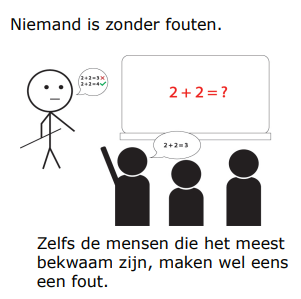 Niemand is zonder fouten.
2+2=3 ✗
2+2=4 ✓
2+2=?
2+2=3
Zelfs de mensen die het meest
bekwaam zijn, maken wel eens
een fout.